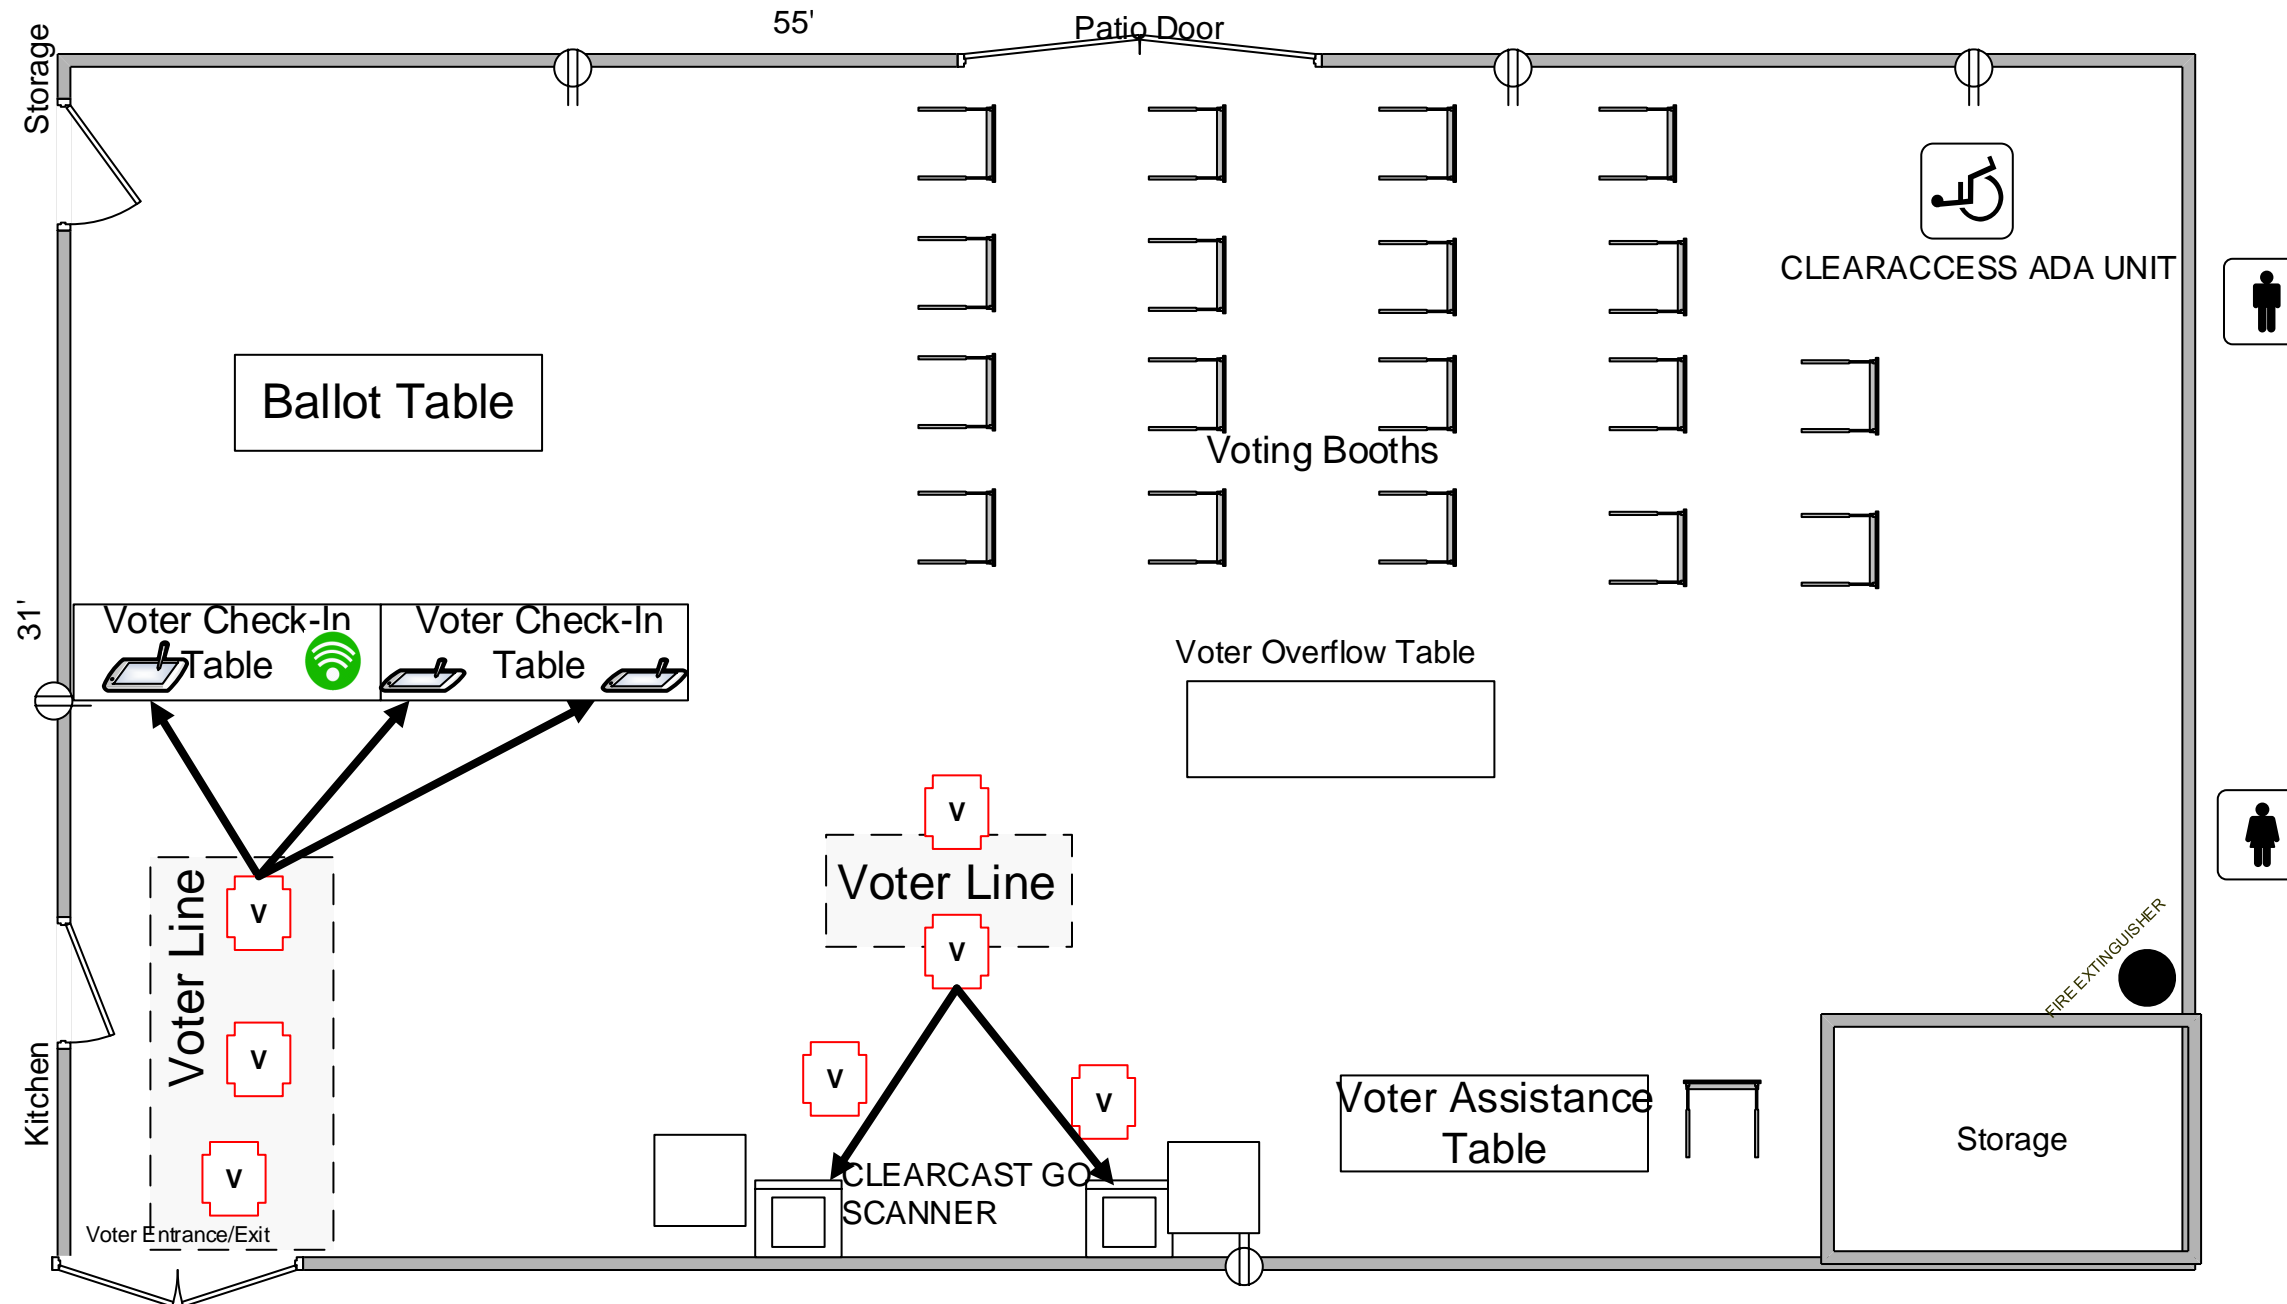 55'
Patio Door
Storage
CLEARACCESS ADA UNIT
Ballot Table
Voting Booths
31'
Voter Check-In
Table
Voter Check-In
Table
Voter Overflow Table
V
Voter Line
V
Voter Line
V
V
V
V
V
FIRE EXTINGUISHER
Kitchen
Voter Assistance
Table
Storage
CLEARCAST GO
SCANNER
Voter Entrance/Exit